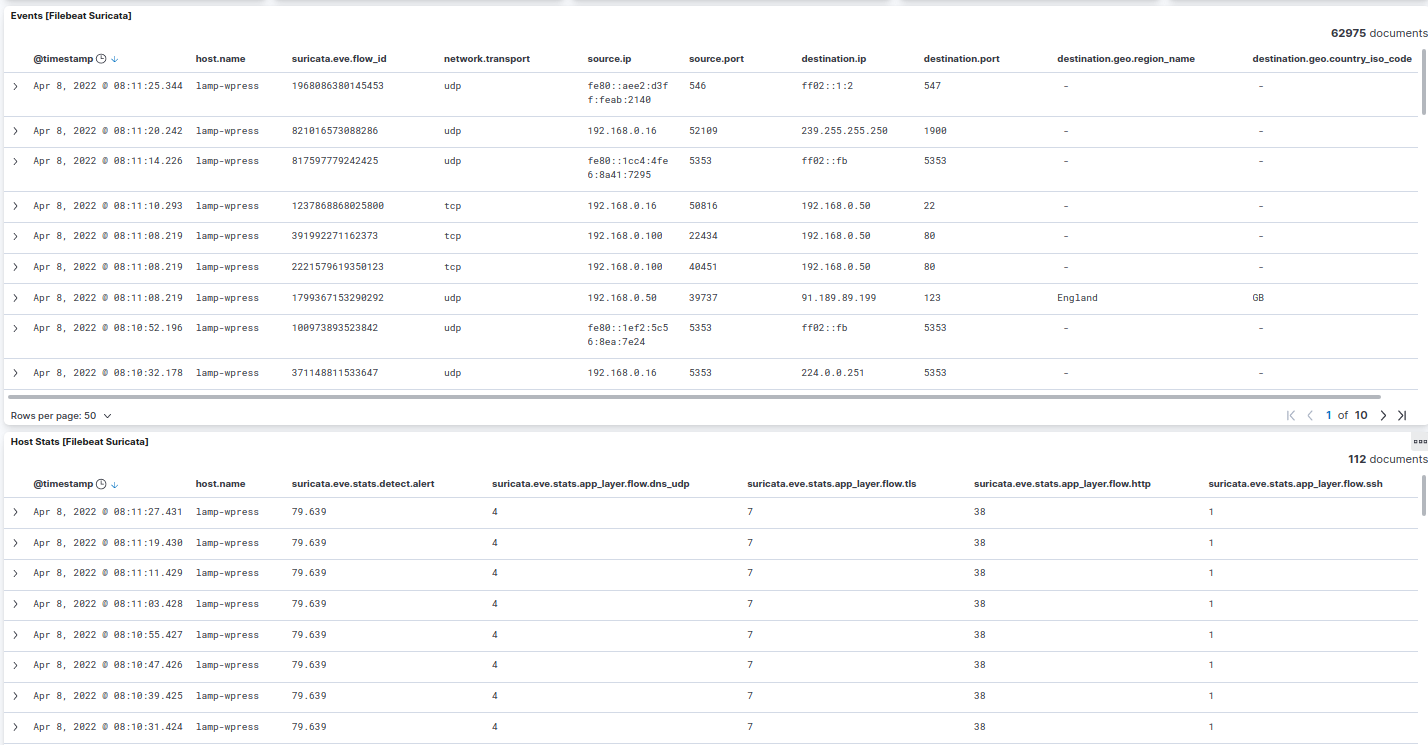 Events [Filebeat Suricata]
62975 documents
@timestamp ↓ host.name suricata.eve.flow_id network.transport source.ip source.port destination.ip destination.port destination.geo.region_name destination.geo.country_iso_code
Apr 8, 2022 @ 08:11:25.344 lamp-wpress 1968086380145453 udp fe80::aee2:d3f 546 ff02::1:2 547 - -
f:feab:2140
Apr 8, 2022 @ 08:11:20.242 lamp-wpress 821016573088286 udp 192.168.0.16 52109 239.255.255.250 1900 - -
Apr 8, 2022 @ 08:11:14.226 lamp-wpress 817597779242425 udp fe80::1cc4:4fe 5353 ff02::fb 5353 - -
6:8a41:7295
Apr 8, 2022 @ 08:11:10.293 lamp-wpress 1237868868025800 tcp 192.168.0.16 50816 192.168.0.50 22 - -
Apr 8, 2022 @ 08:11:08.219 lamp-wpress 391992271162373 tcp 192.168.0.100 22434 192.168.0.50 80 - -
Apr 8, 2022 @ 08:11:08.219 lamp-wpress 2221579619350123 tcp 192.168.0.100 40451 192.168.0.50 80 - -
Apr 8, 2022 @ 08:11:08.219 lamp-wpress 1799367153290292 udp 192.168.0.50 39737 91.189.89.199 123 England GB
Apr 8, 2022 @ 08:10:52.196 lamp-wpress 100973893523842 udp fe80::1ef2:5c5 5353 ff02::fb 5353 - -
6:8ea:7e24
Apr 8, 2022 @ 08:10:32.178 lamp-wpress 371148811533647 udp 192.168.0.16 5353 224.0.0.251 5353 - -
Rows per page: 50 1 of 10
Host Stats [Filebeat Suricata]
112 documents
@timestamp ↓ host.name suricata.eve.stats.detect.alert suricata.eve.stats.app_layer.flow.dns_udp suricata.eve.stats.app_layer.flow.tls suricata.eve.stats.app_layer.flow.http suricata.eve.stats.app_layer.flow.ssh
Apr 8, 2022 @ 08:11:27.431 lamp-wpress 79.639 4 7 38 1
Apr 8, 2022 @ 08:11:19.430 lamp-wpress 79.639 4 7 38 1
Apr 8, 2022 @ 08:11:11.429 lamp-wpress 79.639 4 7 38 1
Apr 8, 2022 @ 08:11:03.428 lamp-wpress 79.639 4 7 38 1
Apr 8, 2022 @ 08:10:55.427 lamp-wpress 79.639 4 7 38 1
Apr 8, 2022 @ 08:10:47.426 lamp-wpress 79.639 4 7 38 1
Apr 8, 2022 @ 08:10:39.425 lamp-wpress 79.639 4 7 38 1
Apr 8, 2022 @ 08:10:31.424 lamp-wpress 79.639 4 7 38 1